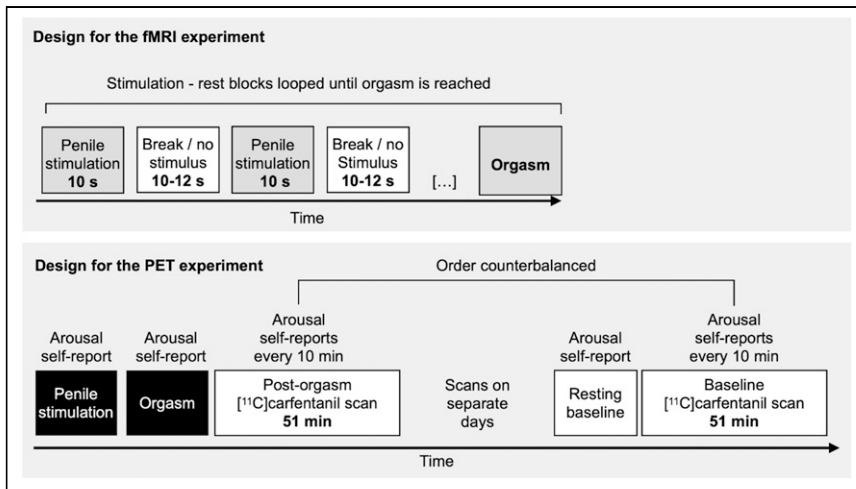 Design for the fMRI experiment
Stimulation - rest blocks looped until orgasm is reached
Penile
stimulation
10 s
Break / no
stimulus
10-12 s
Penile
stimulation
10 s
Break / no
Stimulus
10-12 s
[...]
Orgasm
Time
Design for the PET experiment
Order counterbalanced
Arousal
self-report
Arousal
self-report
Arousal
self-reports
every 10 min
Arousal
self-report
Arousal
self-reports
every 10 min
Penile
stimulation
Orgasm
Post-orgasm
[¹¹C]carfentanil scan
51 min
Scans on
separate
days
Resting
baseline
Baseline
[¹¹C]carfentanil scan
51 min
Time